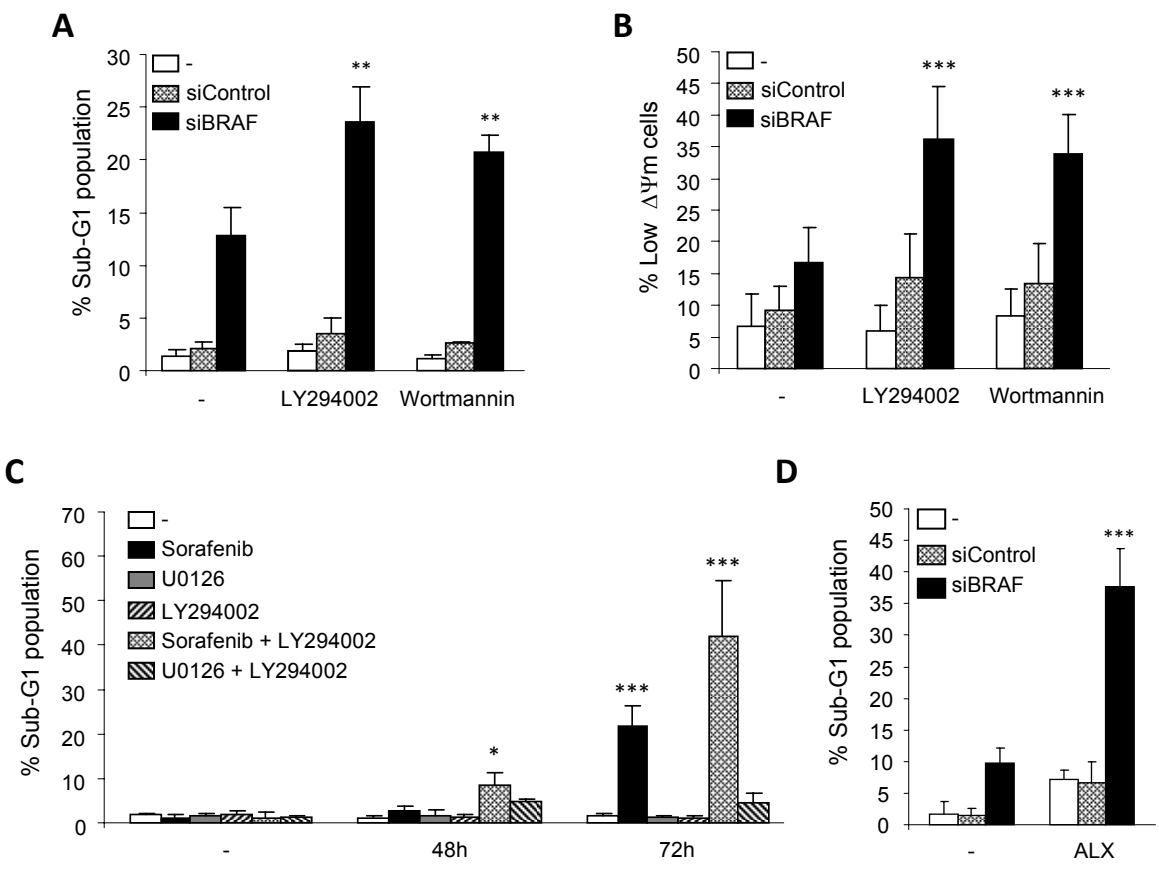 A
% Sub-G1 population
30
25
20
15
10
5
0
-
siControl
siBRAF
**
**
-
LY294002
Wortmannin
B
% Low ΔΨm cells
50
45
40
35
30
25
20
15
10
5
0
-
siControl
siBRAF
***
***
-
LY294002
Wortmannin
C
% Sub-G1 population
70
60
50
40
30
20
10
0
-
Sorafenib
U0126
LY294002
Sorafenib + LY294002
U0126 + LY294002
*
***
***
-
48h
72h
D
% Sub-G1 population
50
45
40
35
30
25
20
15
10
5
0
-
siControl
siBRAF
***
-
ALX